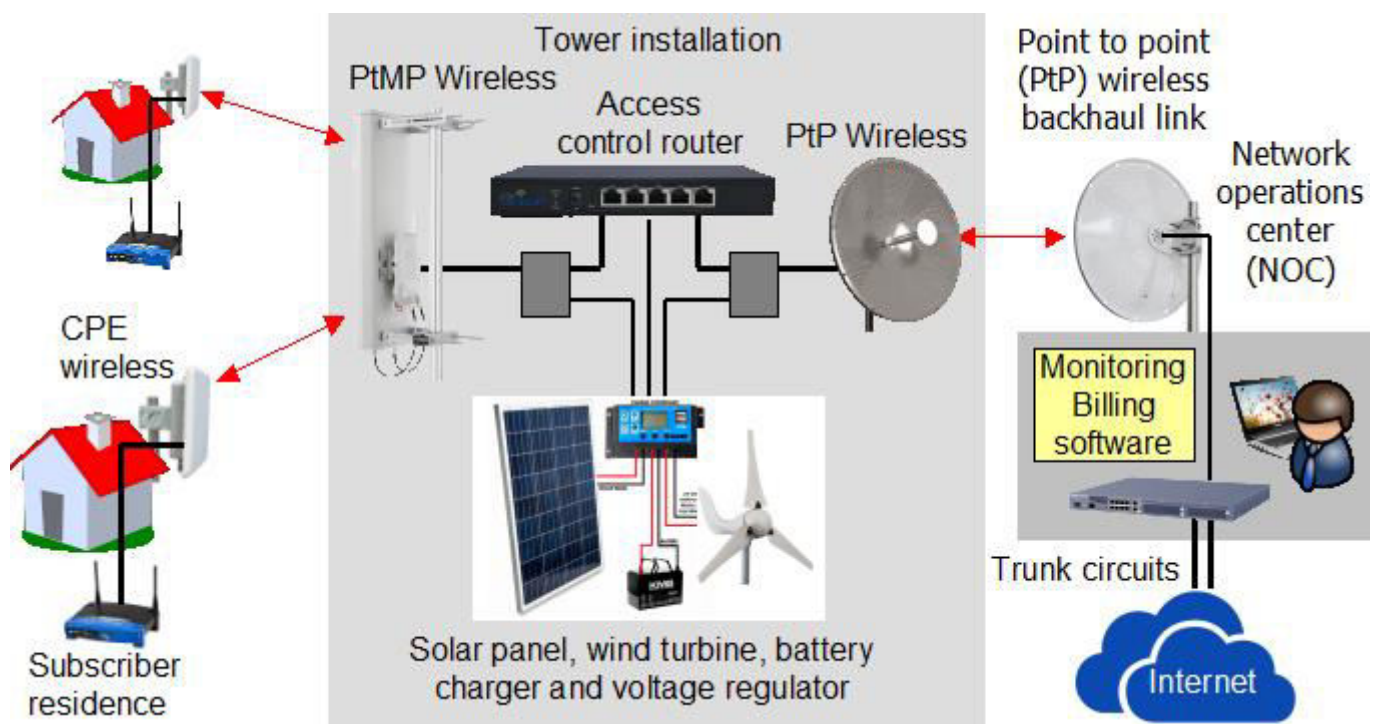 Tower installation
PtMP Wireless
Access
control router
PtP Wireless
Point to point
(PtP) wireless
backhaul link
Network
operations
center
(NOC)
CPE
wireless
Monitoring
Billing
software
Trunk circuits
Internet
Subscriber
residence
Solar panel, wind turbine, battery
charger and voltage regulator